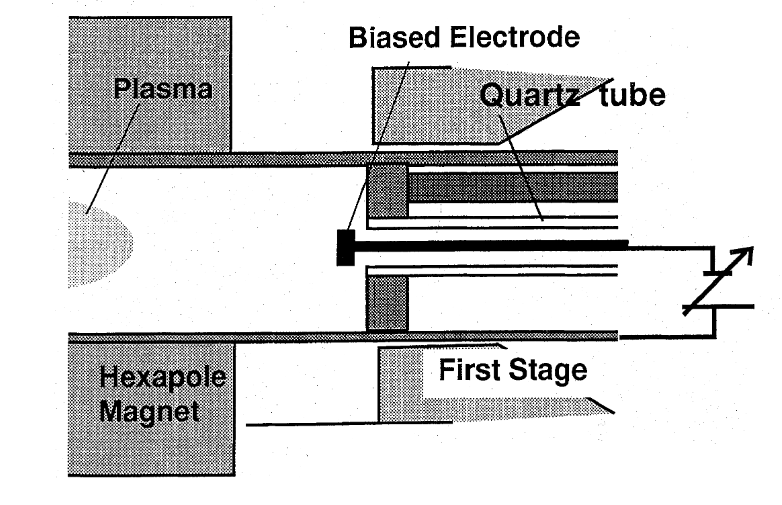 Biased Electrode
Plasma
Quartz tube
Hexapole
Magnet
First Stage